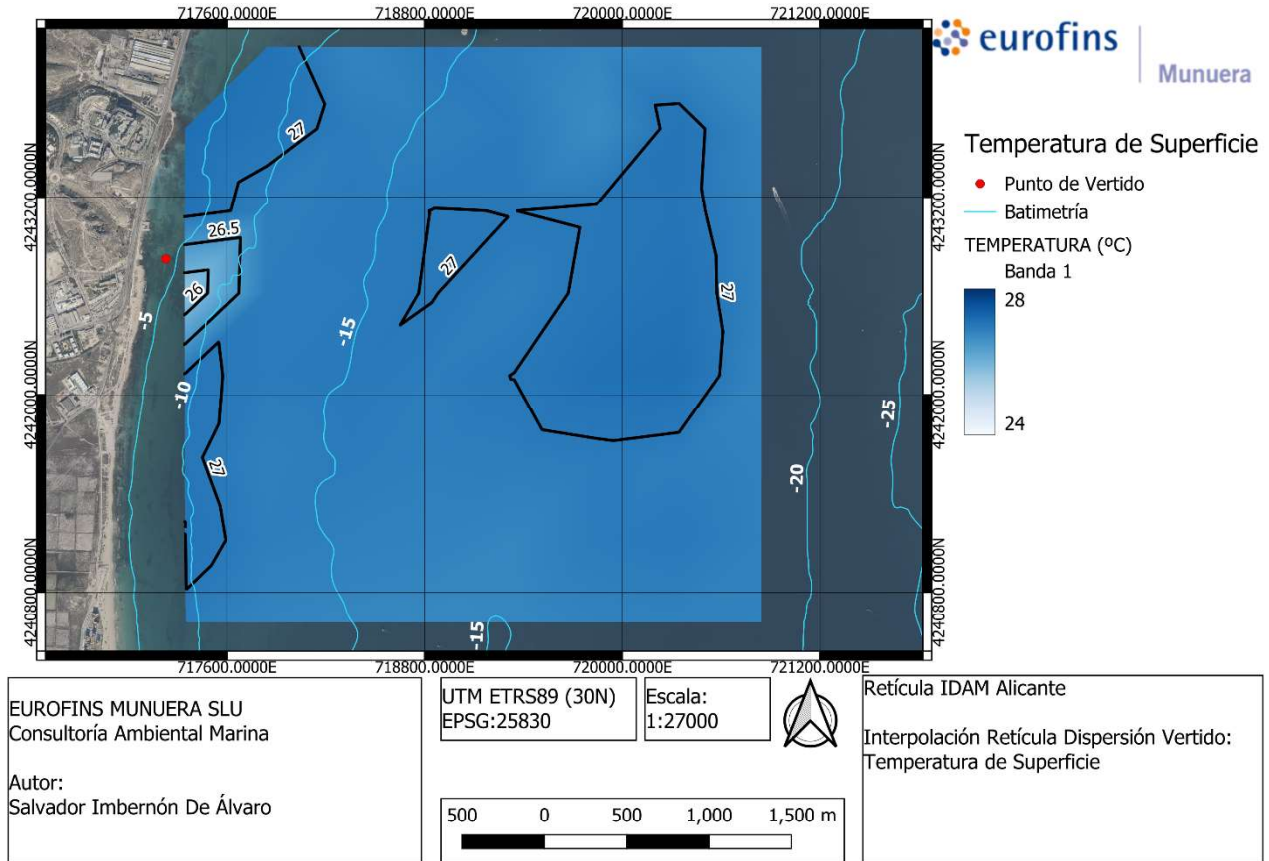 717600.0000E 718800.0000E 720000.0000E 721200.0000E
eurofins
Munuera
Temperatura de Superficie
Punto de Vertido
Batimetría
TEMPERATURA (ºC)
Banda 1
28
24
4243200.0000N
4242000.0000N
4240800.0000N
4243200.0000N
4242000.0000N
4240800.0000N
27
26.5
26
27
27
27
-5
-10
-15
-15
-20
-25
717600.0000E 718800.0000E 720000.0000E 721200.0000E
EUROFINS MUNUERA SLU
Consultoría Ambiental Marina
Autor:
Salvador Imbernón De Álvaro
UTM ETRS89 (30N)
EPSG:25830
Escala:
1:27000
500 0 500 1,000 1,500 m
Retícula IDAM Alicante
Interpolación Retícula Dispersión Vertido:
Temperatura de Superficie